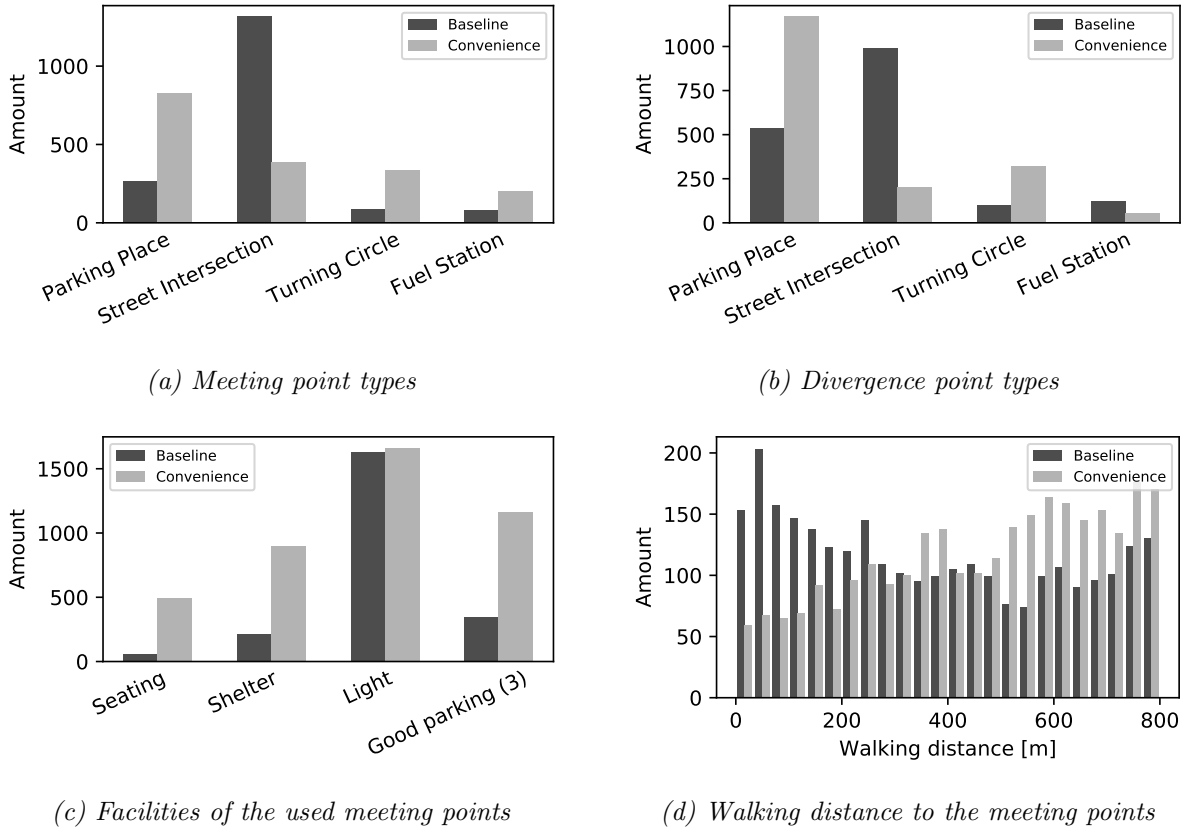 Baseline
Convenience
Amount
1000
500
0
Parking Place
Street Intersection
Turning Circle
Fuel Station
(a) Meeting point types
Baseline
Convenience
Amount
1000
750
500
250
0
Parking Place
Street Intersection
Turning Circle
Fuel Station
(b) Divergence point types
Baseline
Convenience
Amount
1500
1000
500
0
Seating
Shelter
Light
Good parking (3)
(c) Facilities of the used meeting points
Baseline
Convenience
Amount
200
150
100
50
0
0 200 400 600 800
Walking distance [m]
(d) Walking distance to the meeting points